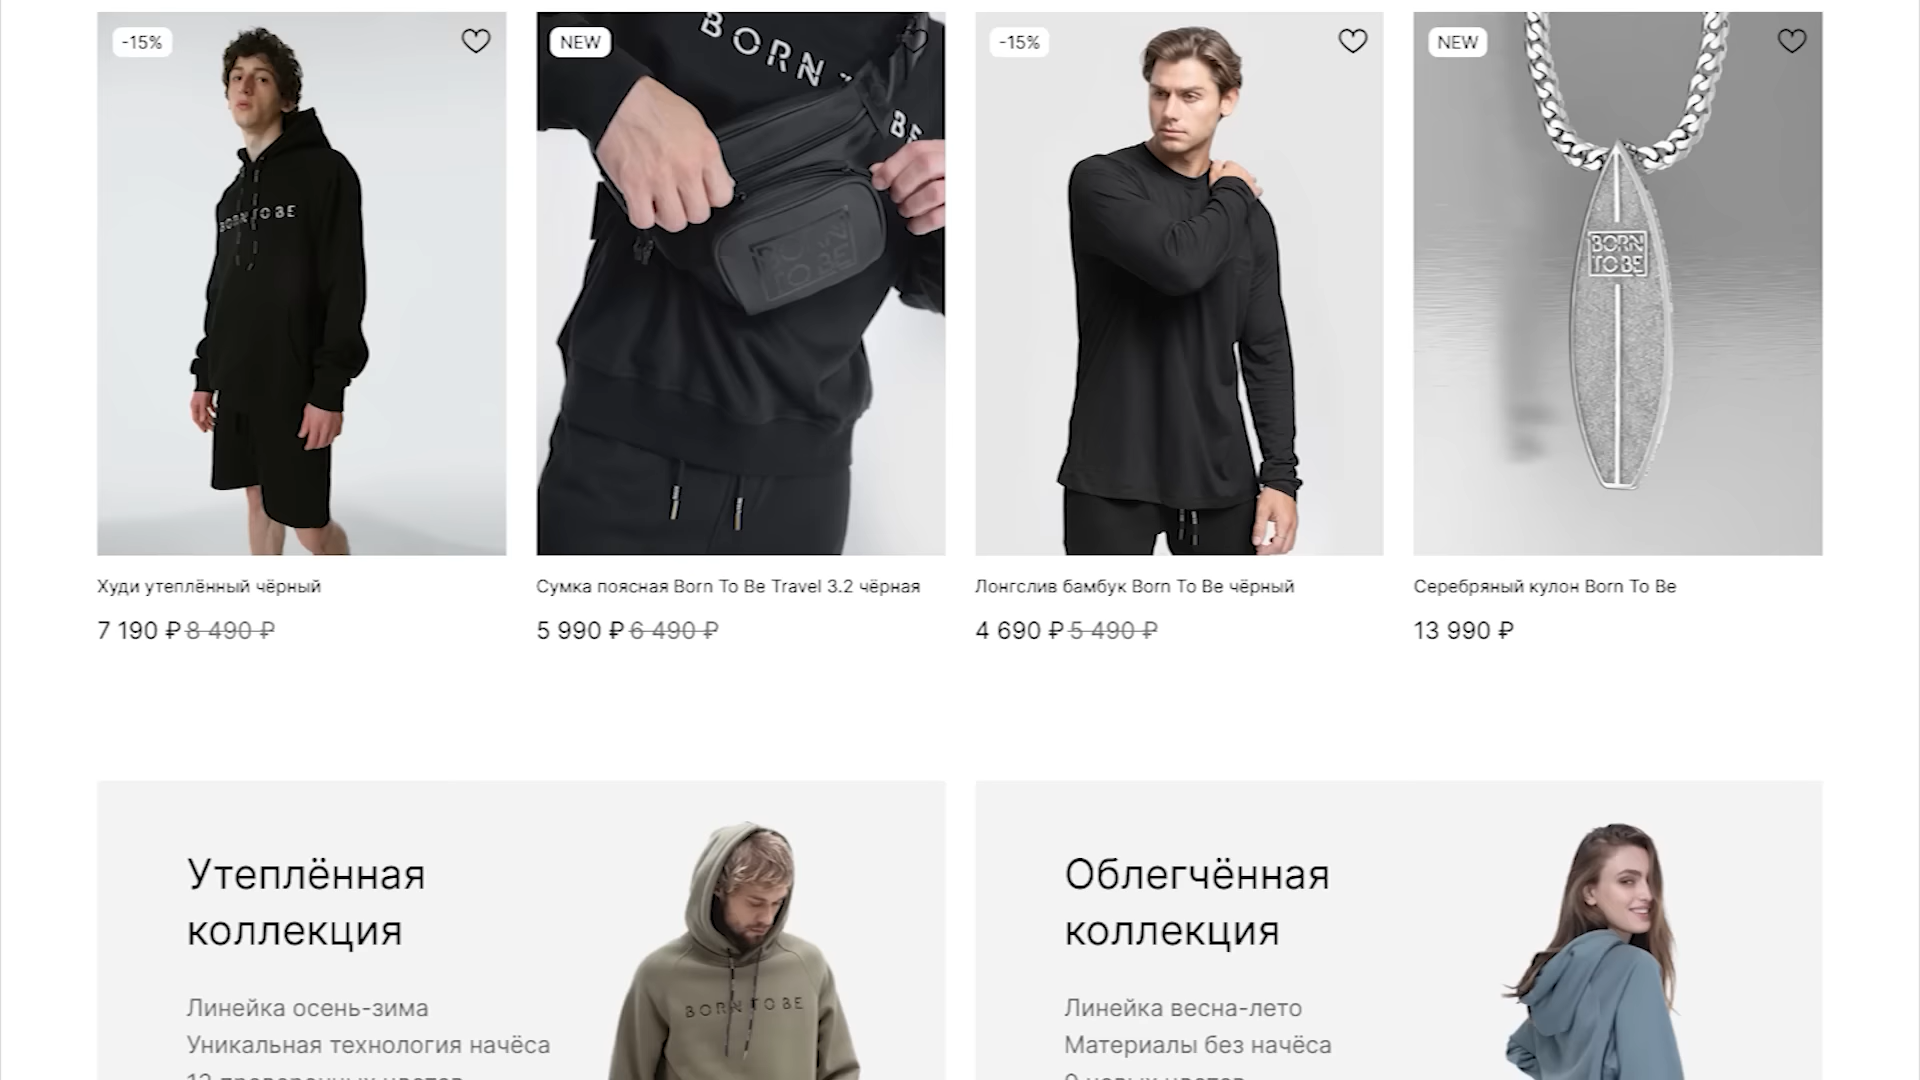 -15%
NEW
-15%
NEW
BORN
BE
BORN TO BE
BORN
TO BE
BORN
TO BE
Худи утеплённый чёрный
Сумка поясная Born To Be Travel 3.2 чёрная
Лонгслив бамбук Born To Be чёрный
Серебряный кулон Born To Be
7 190 ₽ 8 490 ₽
5 990 ₽ 6 490 ₽
4 690 ₽ 5 490 ₽
13 990 ₽
Утеплённая
коллекция
Линейка осень-зима
Уникальная технология начёса
BORN TO BE
Облегчённая
коллекция
Линейка весна-лето
Материалы без начёса